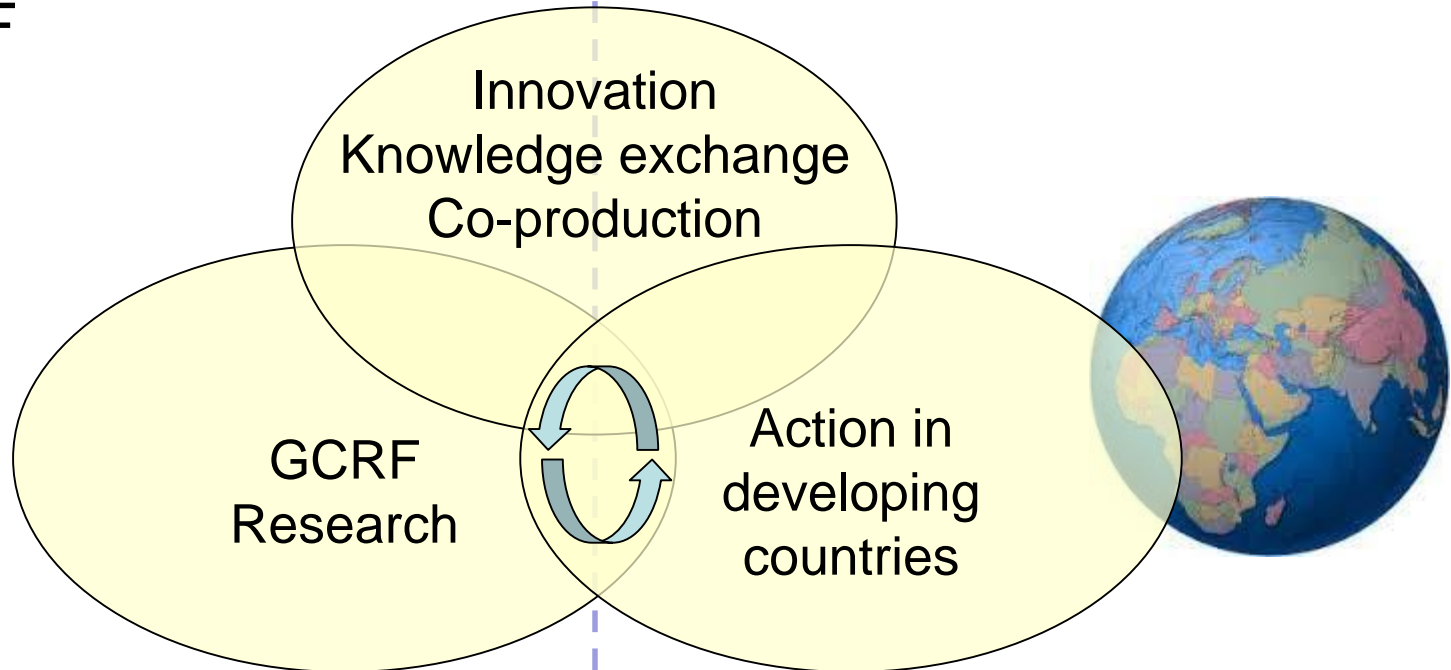 Innovation
Knowledge exchange
Co-production
GCRF
Research
Action in
developing
countries